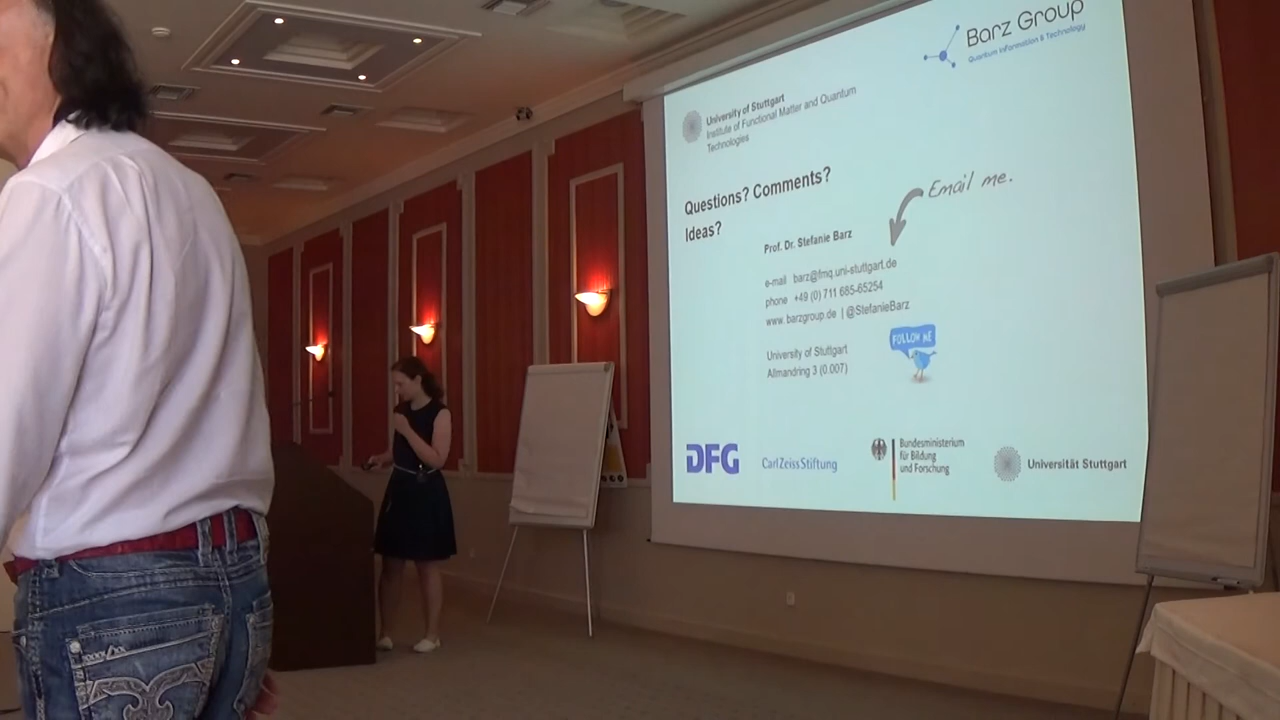 Barz Group
Quantum Information & Technology
University of Stuttgart
Institute of Functional Matter and Quantum
Technologies
Questions? Comments?
Ideas?
Email me.
Prof. Dr. Stefanie Barz
e-mail barz@fmq.uni-stuttgart.de
phone +49 (0) 711 685-65254
www. barzgroup.de | @StefanieBarz
FOLLOW ME
University of Stuttgart
Allmandring 3 (0.007)
DFG
CarlZeissStiftung
Bundesministerium
für Bildung
und Forschung
Universität Stuttgart